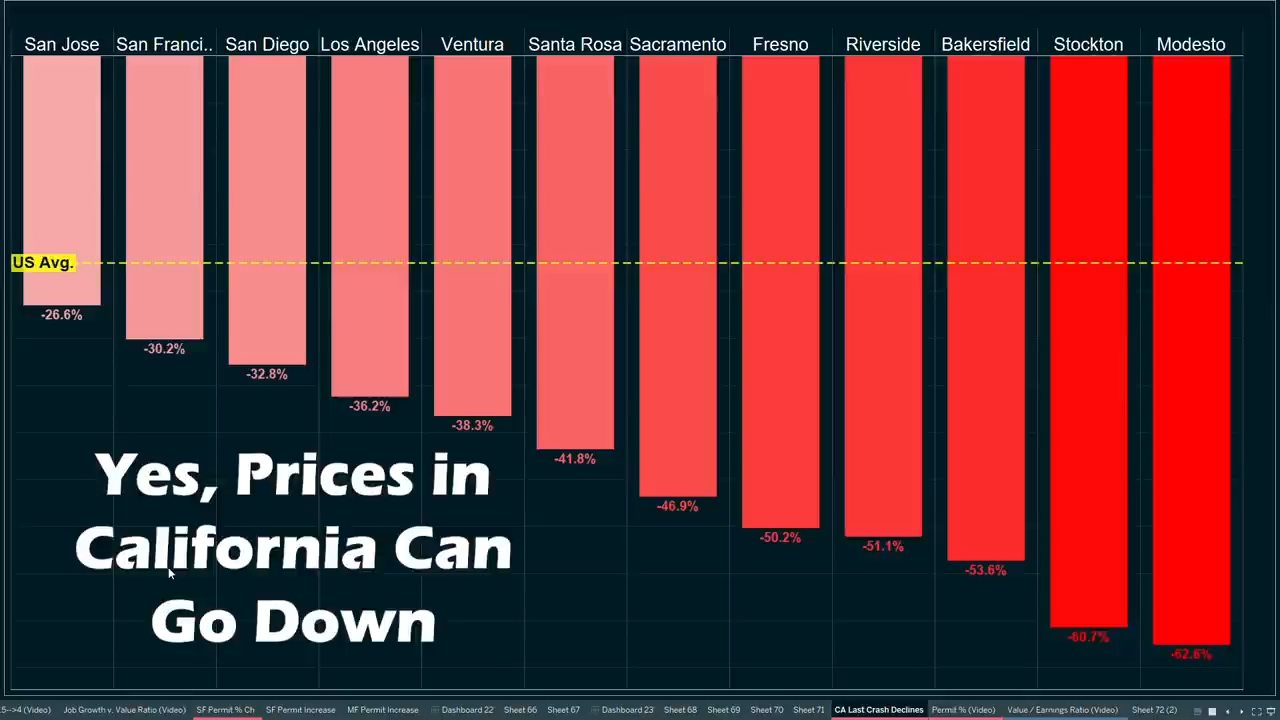 San Jose San Franci.. San Diego Los Angeles Ventura Santa Rosa Sacramento Fresno Riverside Bakersfield Stockton Modesto
US Avg.
-26.6%
-30.2%
-32.8%
-36.2%
-38.3%
-41.8%
-46.9%
-50.2%
-51.1%
-53.6%
-60.7%
-62.6%
Yes, Prices in
California Can
Go Down
.5-->4 (Video) Job Growth v. Value Ratio (Video) SF Permit % Ch SF Permit Increase MF Permit Increase Dashboard 22 Sheet 66 Sheet 67 Dashboard 23 Sheet 68 Sheet 69 Sheet 70 Sheet 71 CA Last Crash Declines Permit % (Video) Value / Earnings Ratio (Video) Sheet 72 (2)